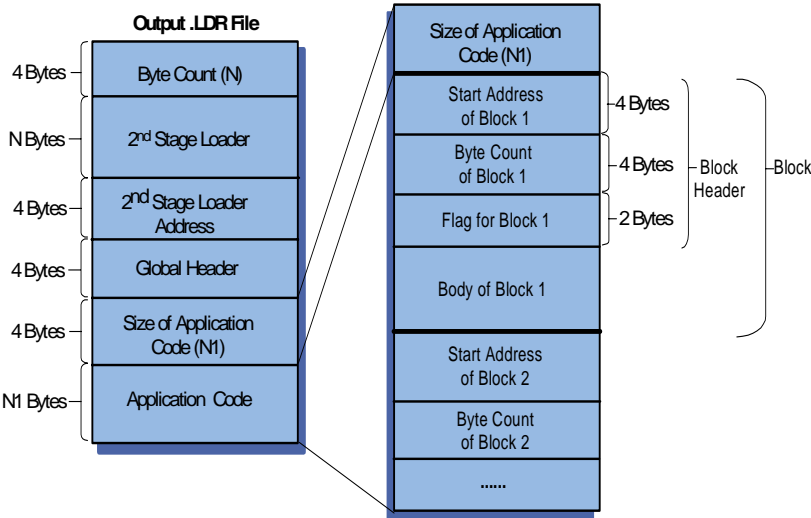 Output .LDR File
4 Bytes
Byte Count (N)
N Bytes
2nd Stage Loader
4 Bytes
2nd Stage Loader
Address
4 Bytes
Global Header
4 Bytes
Size of Application
Code (N1)
N1 Bytes
Application Code
Size of Application
Code (N1)
Start Address
of Block 1
4 Bytes
Byte Count
of Block 1
4 Bytes
Flag for Block 1
2 Bytes
Block
Header
Block
Body of Block 1
Start Address
of Block 2
Byte Count
of Block 2
......